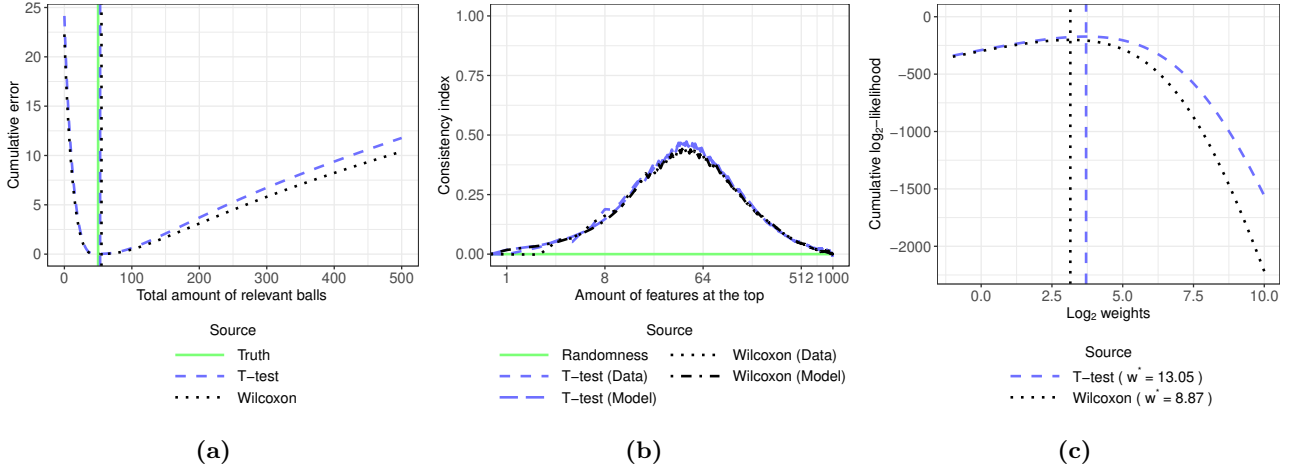 Cumulative error
25
20
15
10
5
0
0 100 200 300 400 500
Total amount of relevant balls
Source
Truth
T-test
Wilcoxon
(a)
Consistency index
1.00
0.75
0.50
0.25
0.00
1 8 64 512 1000
Amount of features at the top
Source
Randomness
T-test (Data)
T-test (Model)
Wilcoxon (Data)
Wilcoxon (Model)
(b)
Cumulative log₂−likelihood
0
−500
−1000
−1500
−2000
0.0 2.5 5.0 7.5 10.0
Log₂ weights
Source
T-test ( w* = 13.05 )
Wilcoxon ( w* = 8.87 )
(c)